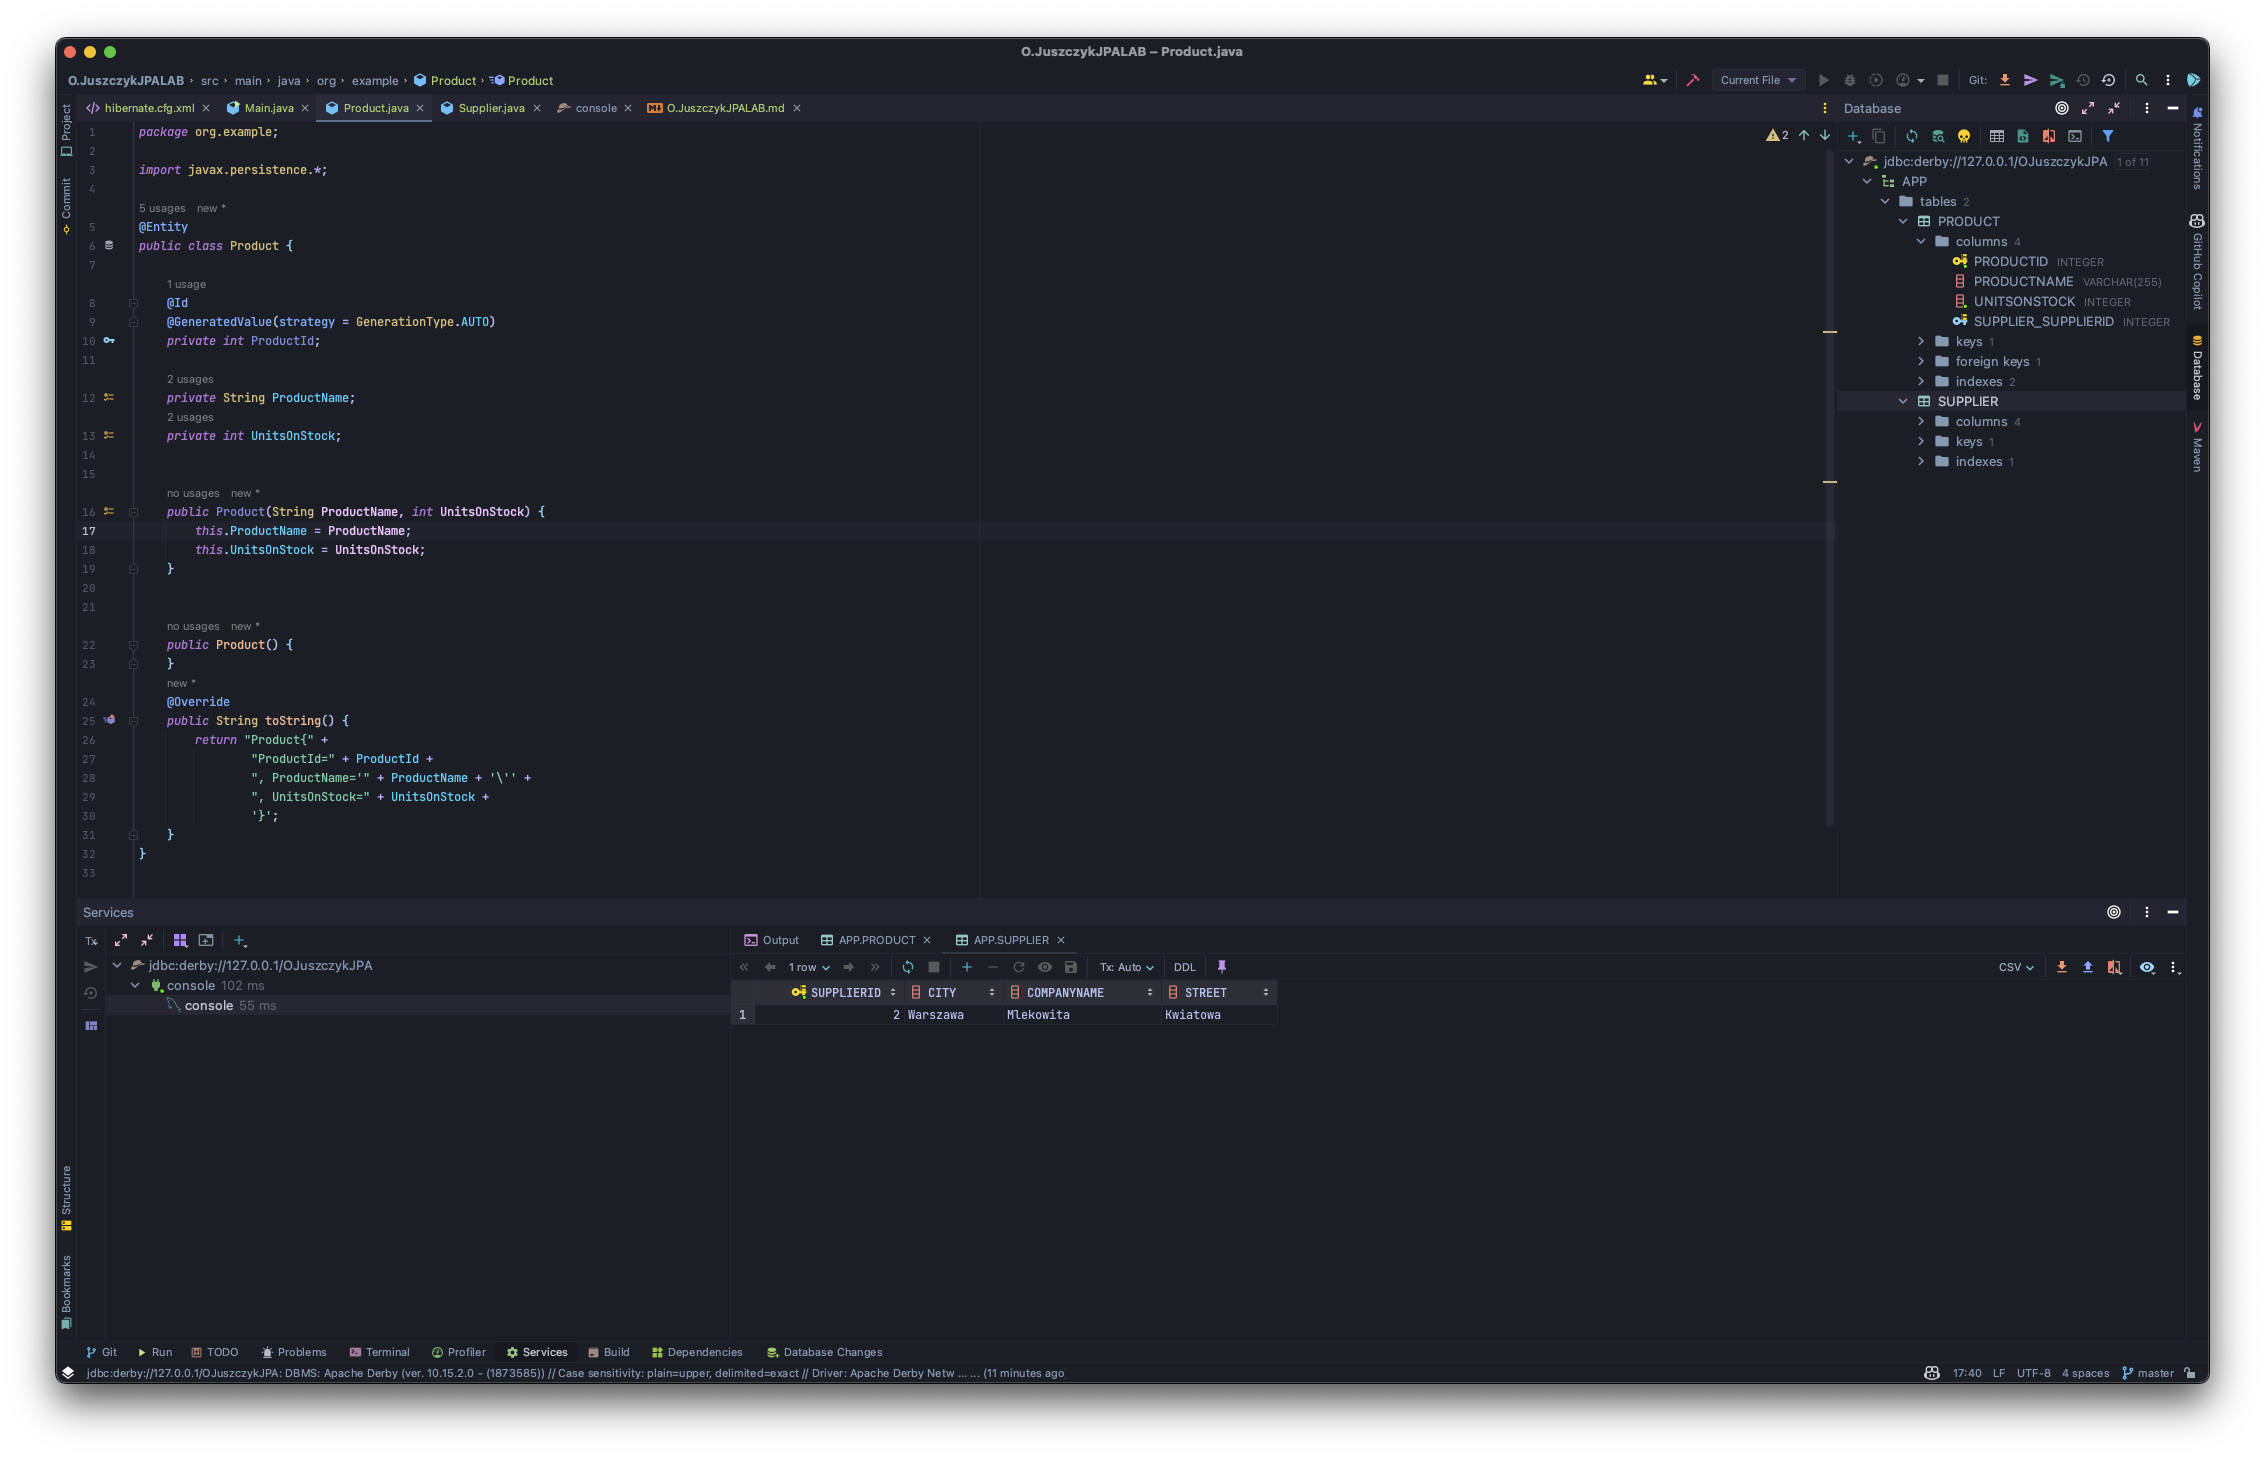 O.JuszczykJPALAB – Product.java
O.JuszczykJPALAB › src › main › java › org › example › Product › Product
Current File
Git:
hibernate.cfg.xml
Main.java
Product.java
Supplier.java
console
O.JuszczykJPALAB.md
Project
Commit
Structure
Bookmarks
2
1 package org.example;
2
3 import javax.persistence.*;
4
5 usages new *
5 @Entity
6 public class Product {
7
1 usage
8 @Id
9 @GeneratedValue(strategy = GenerationType.AUTO)
10 private int ProductId;
11
2 usages
12 private String ProductName;
2 usages
13 private int UnitsOnStock;
14
15
no usages new *
16 public Product(String ProductName, int UnitsOnStock) {
17 this.ProductName = ProductName;
18 this.UnitsOnStock = UnitsOnStock;
19 }
20
21
no usages new *
22 public Product() {
23 }
new *
24 @Override
25 public String toString() {
26 return "Product{" +
27 "ProductId=" + ProductId +
28 ", ProductName='" + ProductName + '\'' +
29 ", UnitsOnStock=" + UnitsOnStock +
30 '}';
31 }
32 }
33
Database
jdbc:derby://127.0.0.1/OJuszczykJPA 1 of 11
APP
tables 2
PRODUCT
columns 4
PRODUCTID INTEGER
PRODUCTNAME VARCHAR(255)
UNITSONSTOCK INTEGER
SUPPLIER_SUPPLIERID INTEGER
keys 1
foreign keys 1
indexes 2
SUPPLIER
columns 4
keys 1
indexes 1
Notifications
GitHub Copilot
Database
Maven
Services
Tx
jdbc:derby://127.0.0.1/OJuszczykJPA
console 102 ms
console 55 ms
Output
APP.PRODUCT
APP.SUPPLIER
1 row
Tx: Auto
DDL
CSV
SUPPLIERID CITY COMPANYNAME STREET
1 2 Warszawa Mlekowita Kwiatowa
Git
Run
TODO
Problems
Terminal
Profiler
Services
Build
Dependencies
Database Changes
jdbc:derby://127.0.0.1/OJuszczykJPA: DBMS: Apache Derby (ver. 10.15.2.0 - (1873585)) // Case sensitivity: plain=upper, delimited=exact // Driver: Apache Derby Netw ... ... (11 minutes ago
17:40 LF UTF-8 4 spaces master